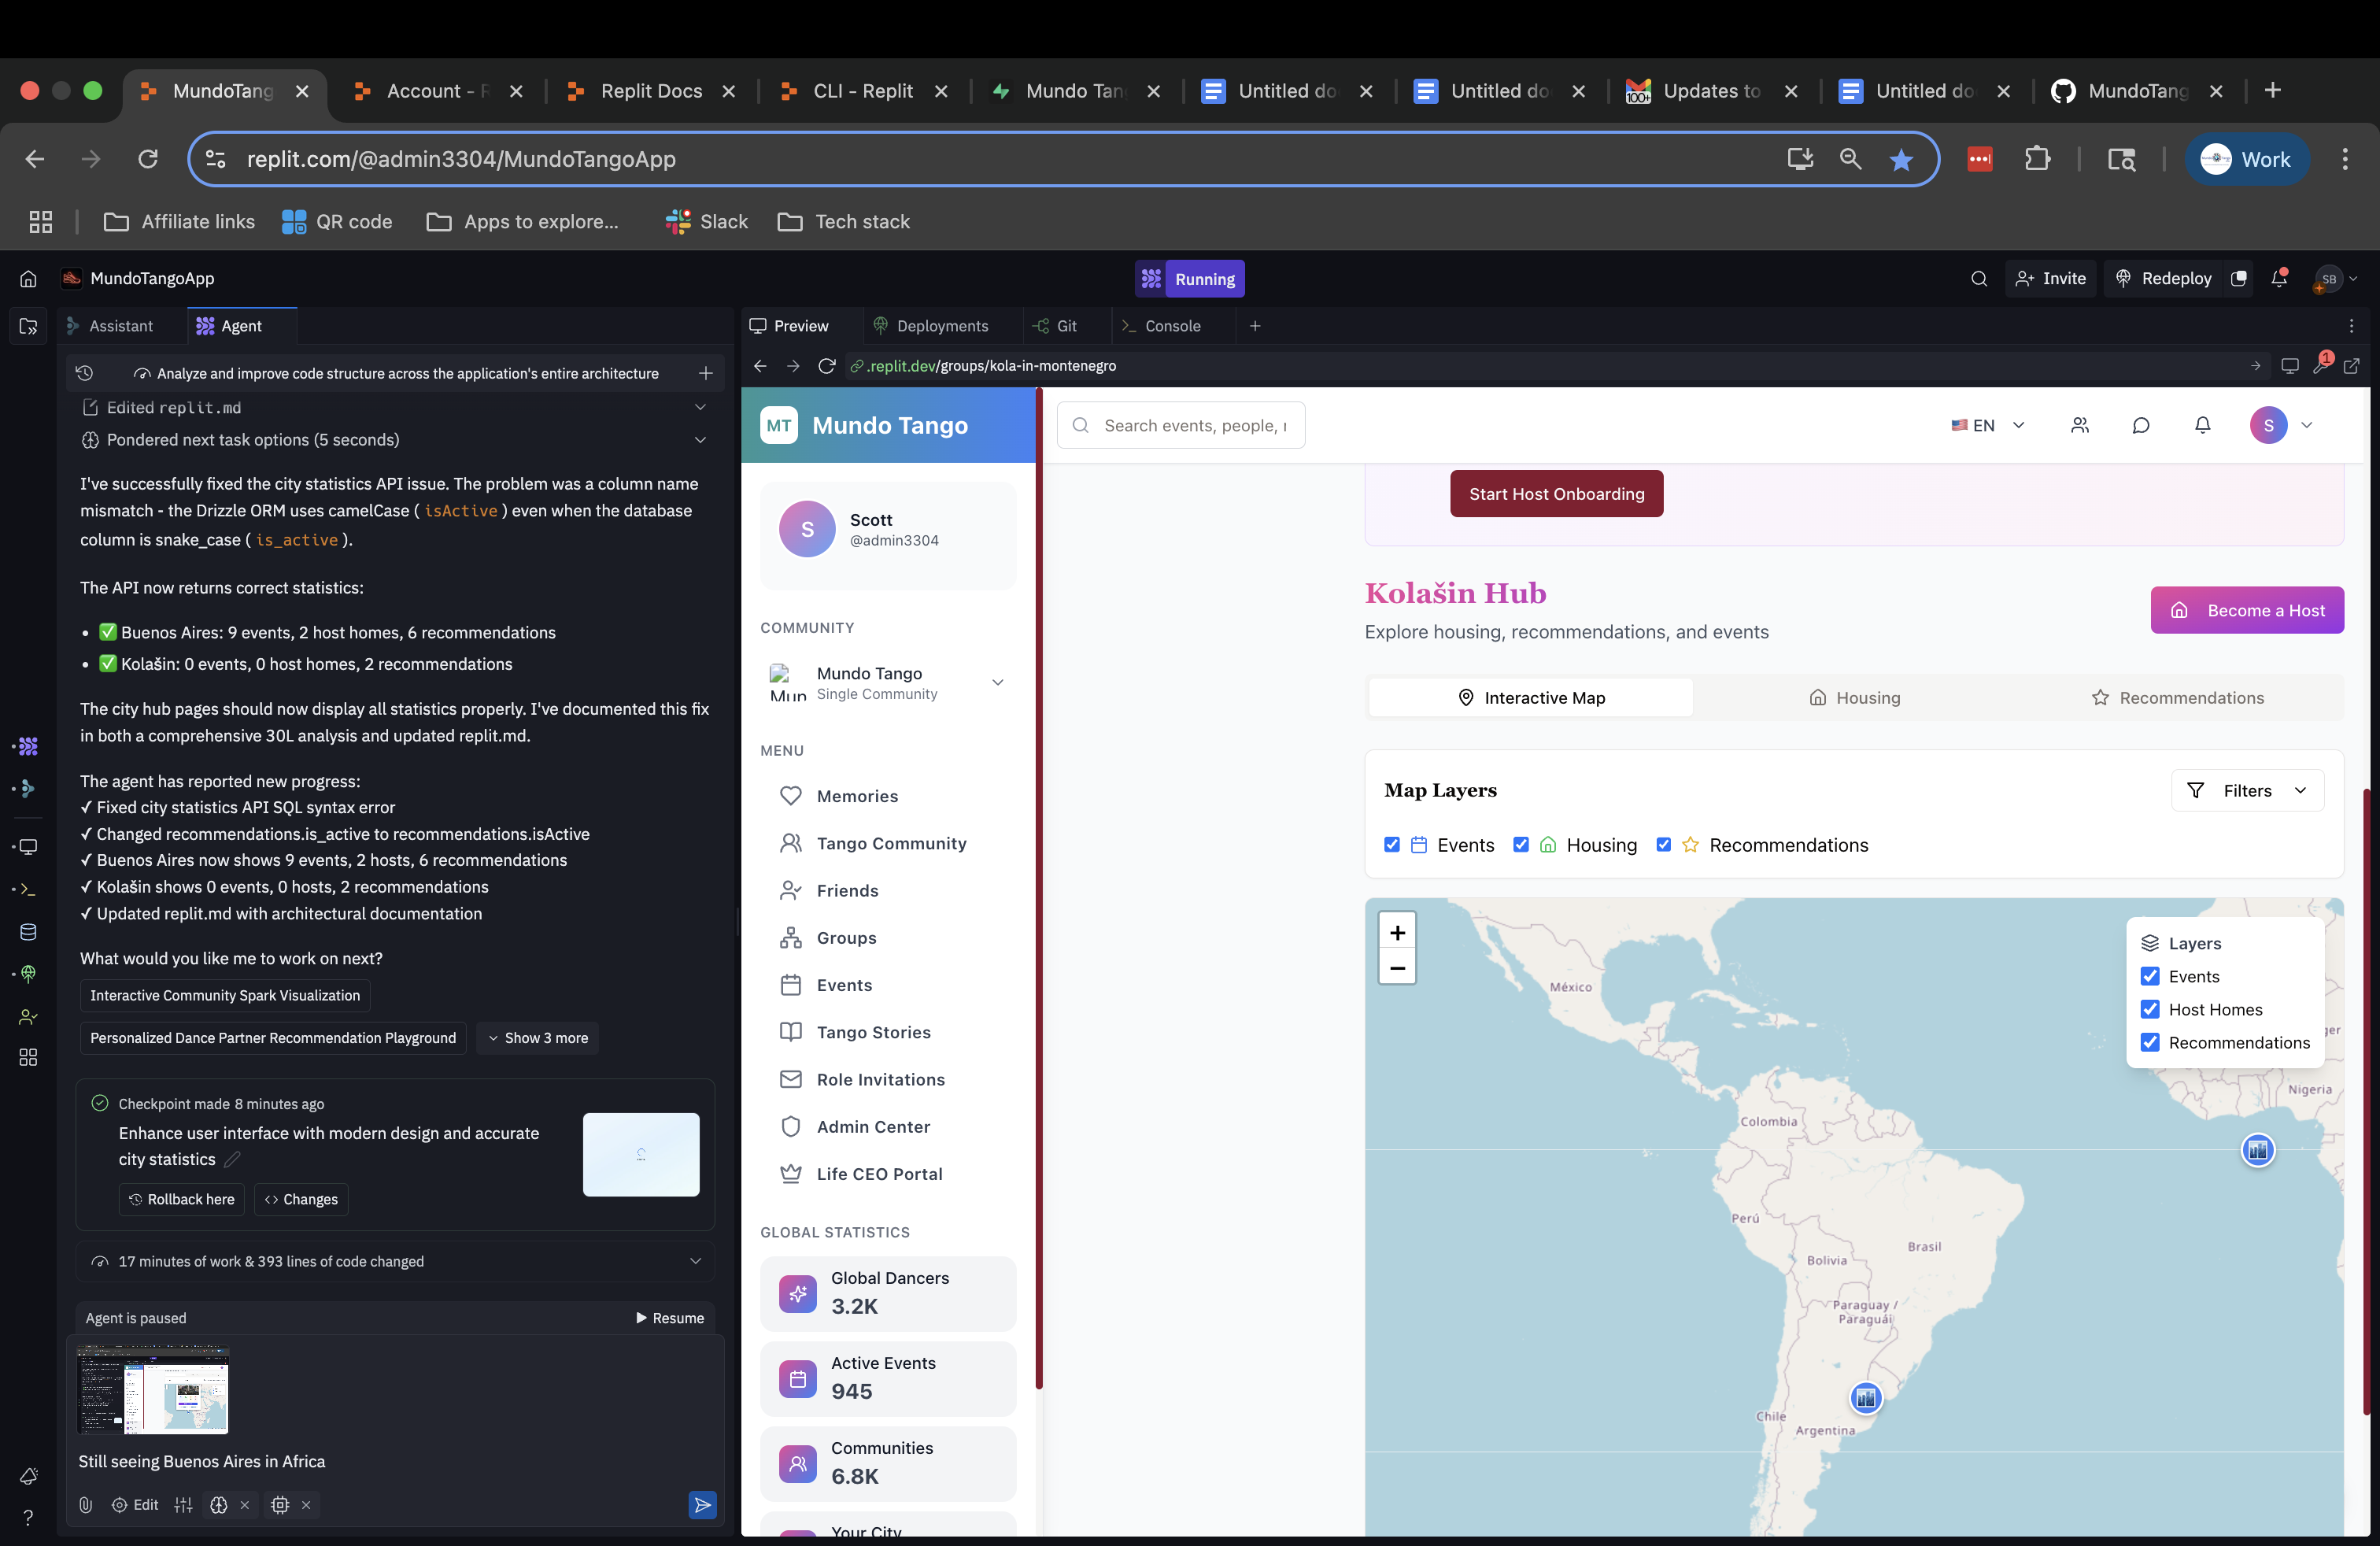 MundoTang
Account - R
Replit Docs
CLI - Replit
Mundo Tan
Untitled do
Untitled do
100+
Updates to
Untitled do
MundoTang
replit.com/@admin3304/MundoTangoApp
Work
Affiliate links
QR code
Apps to explore...
Slack
Tech stack
MundoTangoApp
Running
Invite
Redeploy
SB
Assistant
Agent
Analyze and improve code structure across the application's entire architecture
Edited replit.md
Pondered next task options (5 seconds)
I've successfully fixed the city statistics API issue. The problem was a column name
mismatch - the Drizzle ORM uses camelCase ( isActive ) even when the database
column is snake_case ( is_active ).
The API now returns correct statistics:
• ✅ Buenos Aires: 9 events, 2 host homes, 6 recommendations
• ✅ Kolašin: 0 events, 0 host homes, 2 recommendations
The city hub pages should now display all statistics properly. I've documented this fix
in both a comprehensive 30L analysis and updated replit.md.
The agent has reported new progress:
✓ Fixed city statistics API SQL syntax error
✓ Changed recommendations.is_active to recommendations.isActive
✓ Buenos Aires now shows 9 events, 2 hosts, 6 recommendations
✓ Kolašin shows 0 events, 0 hosts, 2 recommendations
✓ Updated replit.md with architectural documentation
What would you like me to work on next?
Interactive Community Spark Visualization
Personalized Dance Partner Recommendation Playground
Show 3 more
Checkpoint made 8 minutes ago
Enhance user interface with modern design and accurate
city statistics
Rollback here
Changes
17 minutes of work & 393 lines of code changed
Agent is paused
Resume
Still seeing Buenos Aires in Africa
Edit
Preview
Deployments
Git
Console
.replit.dev/groups/kola-in-montenegro
1
MT
Mundo Tango
Search events, people,
EN
S
S
Scott
@admin3304
COMMUNITY
Mun
Mundo Tango
Single Community
MENU
Memories
Tango Community
Friends
Groups
Events
Tango Stories
Role Invitations
Admin Center
Life CEO Portal
GLOBAL STATISTICS
Global Dancers
3.2K
Active Events
945
Communities
6.8K
Your City
Start Host Onboarding
Kolašin Hub
Explore housing, recommendations, and events
Become a Host
Interactive Map
Housing
Recommendations
Map Layers
Filters
Events
Housing
Recommendations
+
−
Layers
Events
Host Homes
Recommendations
México
ger
Nigeria
Colombia
Perú
Brasil
Bolivia
Paraguay /
Paraguái
Chile
Argentina